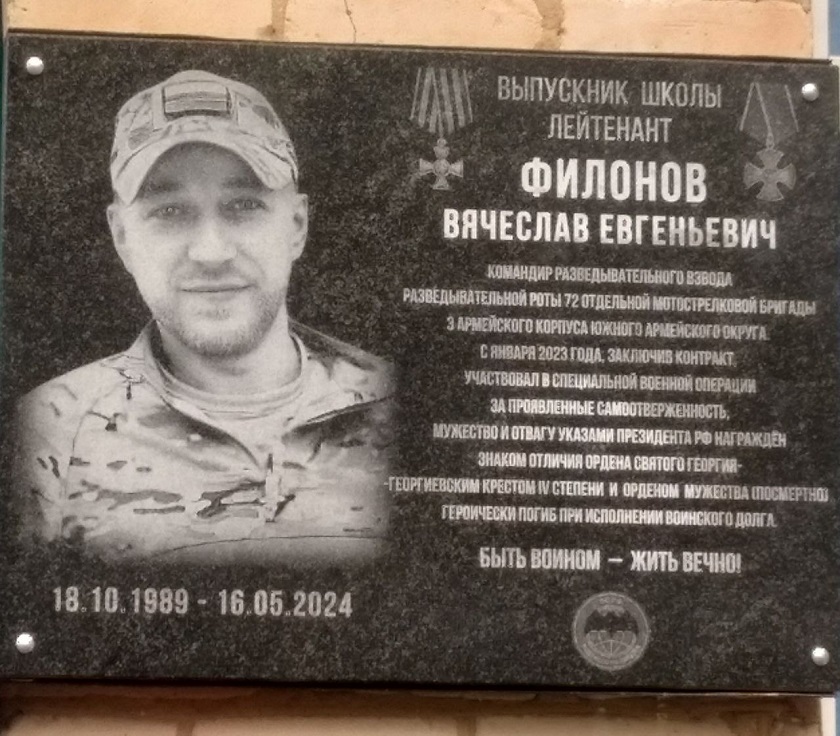 ВЫПУСКНИК ШКОЛЫ
ЛЕЙТЕНАНТ
ФИЛОНОВ
ВЯЧЕСЛАВ ЕВГЕНЬЕВИЧ
КОМАНДИР РАЗВЕДЫВАТЕЛЬНОГО ВЗВОДА
РАЗВЕДЫВАТЕЛЬНОЙ РОТЫ 72 ОТДЕЛЬНОЙ МОТОСТРЕЛКОВОЙ БРИГАДЫ
3 АРМЕЙСКОГО КОРПУСА ЮЖНОГО АРМЕЙСКОГО ОКРУГА.
С ЯНВАРЯ 2023 ГОДА, ЗАКЛЮЧИВ КОНТРАКТ,
УЧАСТВОВАЛ В СПЕЦИАЛЬНОЙ ВОЕННОЙ ОПЕРАЦИИ
ЗА ПРОЯВЛЕННЫЕ САМООТВЕРЖЕННОСТЬ,
МУЖЕСТВО И ОТВАГУ УКАЗАМИ ПРЕЗИДЕНТА РФ НАГРАЖДЁН
ЗНАКОМ ОТЛИЧИЯ ОРДЕНА СВЯТОГО ГЕОРГИЯ-
-ГЕОРГИЕВСКИМ КРЕСТОМ IV СТЕПЕНИ И ОРДЕНОМ МУЖЕСТВА (ПОСМЕРТНО)
ГЕРОИЧЕСКИ ПОГИБ ПРИ ИСПОЛНЕНИИ ВОИНСКОГО ДОЛГА.
БЫТЬ ВОИНОМ – ЖИТЬ ВЕЧНО!
18.10.1989 - 16.05.2024